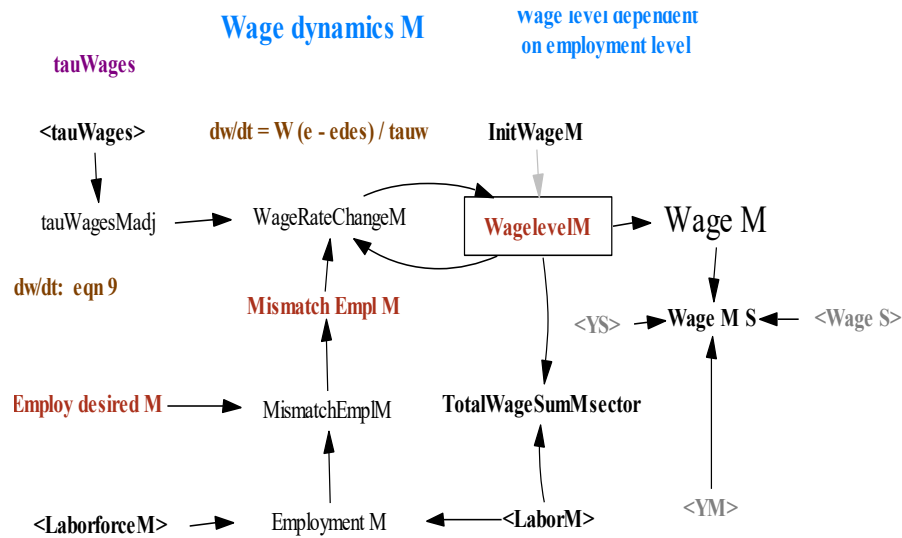 Wage dynamics M
Wage level dependent
on employment level
tauWages
<tauWages>
dw/dt = W (e - edes) / tauw
InitWageM
tauWagesMadj
WageRateChangeM
WagelevelM
Wage M
dw/dt: eqn 9
Mismatch Empl M
<YS>
Wage M S
<Wage S>
Employ desired M
MismatchEmplM
TotalWageSumMsector
<LaborforceM>
Employment M
<LaborM>
<YM>